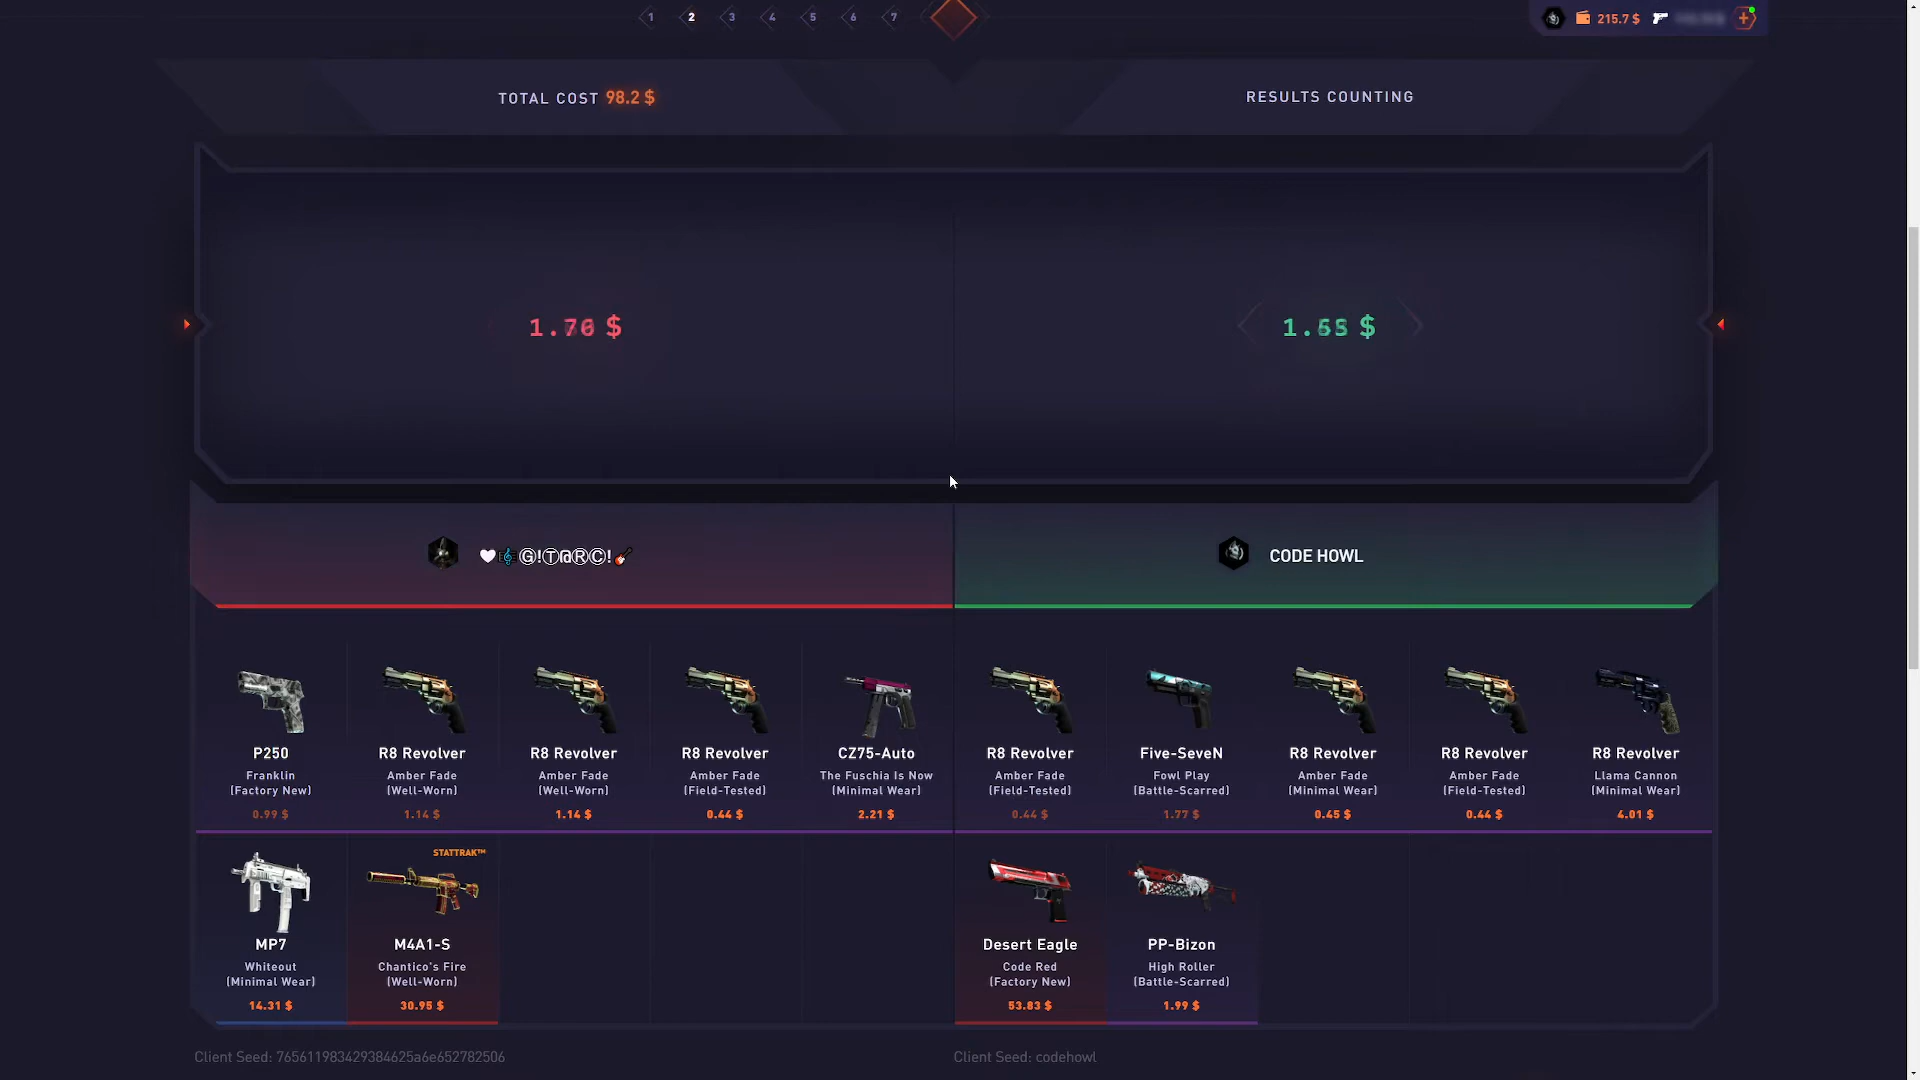 1 2 3 4 5 6 7
215.7 $
TOTAL COST 98.2 $
RESULTS COUNTING
♥🎼Ⓖ!Ⓣ@ⓇⒸ!🎸
CODE HOWL
P250
Franklin
(Factory New)
0.99 $
R8 Revolver
Amber Fade
(Well-Worn)
1.14 $
R8 Revolver
Amber Fade
(Well-Worn)
1.14 $
R8 Revolver
Amber Fade
(Field-Tested)
0.44 $
CZ75-Auto
The Fuschia Is Now
(Minimal Wear)
2.21 $
R8 Revolver
Amber Fade
(Field-Tested)
0.44 $
Five-SeveN
Fowl Play
(Battle-Scarred)
1.77 $
R8 Revolver
Amber Fade
(Minimal Wear)
0.45 $
R8 Revolver
Amber Fade
(Field-Tested)
0.44 $
R8 Revolver
Llama Cannon
(Minimal Wear)
4.01 $
MP7
Whiteout
(Minimal Wear)
14.31 $
STATTRAK™
M4A1-S
Chantico's Fire
(Well-Worn)
30.95 $
Desert Eagle
Code Red
(Factory New)
53.83 $
PP-Bizon
High Roller
(Battle-Scarred)
1.99 $
Client Seed: 765611983429384625a6e652782506
Client Seed: codehowl